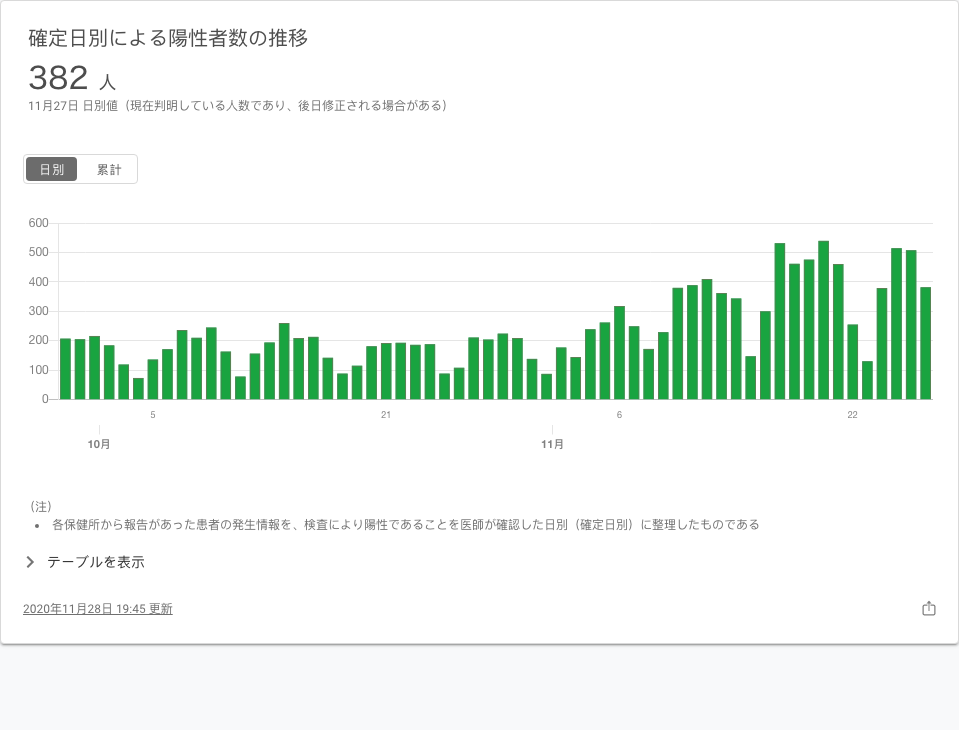 確定日別による陽性者数の推移
382 人
11月27日 日別値（現在判明している人数であり、後日修正される場合がある）
日別 累計
600
500
400
300
200
100
0
5 21 6 22
10月 11月
（注）
• 各保健所から報告があった患者の発生情報を、検査により陽性であることを医師が確認した日別（確定日別）に整理したものである
テーブルを表示
2020年11月28日 19:45 更新